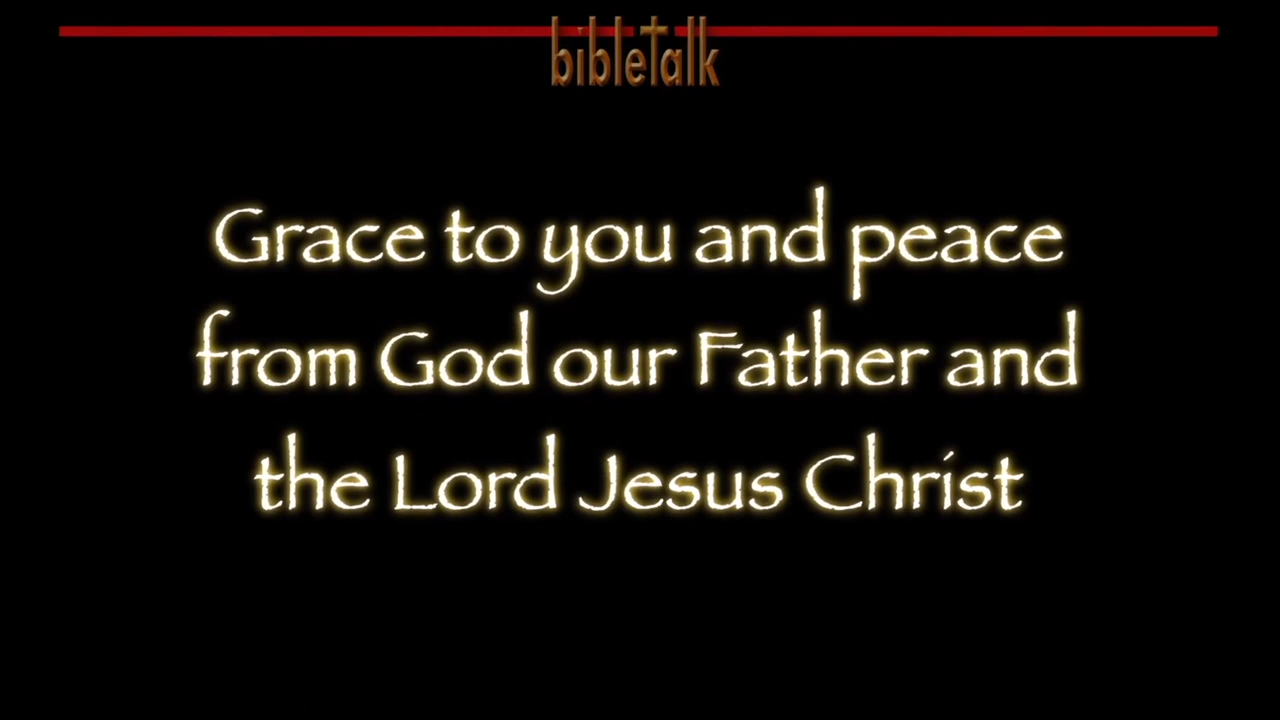 bibleTalk
Grace to you and peace
from God our Father and
the Lord Jesus Christ